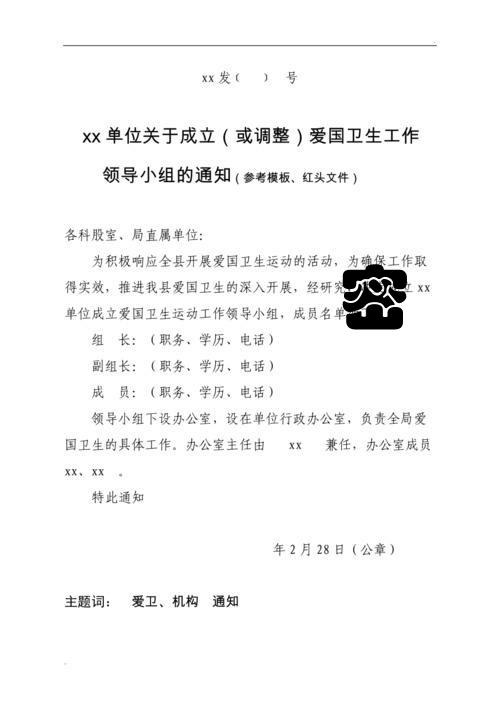 xx发（　　）　号
xx单位关于成立（或调整）爱国卫生工作
领导小组的通知（参考模板、红头文件）
各科股室、局直属单位:
为积极响应全县开展爱国卫生运动的活动，为确保工作取
得实效，推进我县爱国卫生的深入开展，经研究 立xx
单位成立爱国卫生运动工作领导小组，成员名单
组　长:（职务、学历、电话）
副组长:（职务、学历、电话）
成　员:（职务、学历、电话）
领导小组下设办公室，设在单位行政办公室，负责全局爱
国卫生的具体工作。办公室主任由　xx　兼任，办公室成员
xx、xx　。
特此通知
年2月28日（公章）
主题词:　爱卫、机构　通知